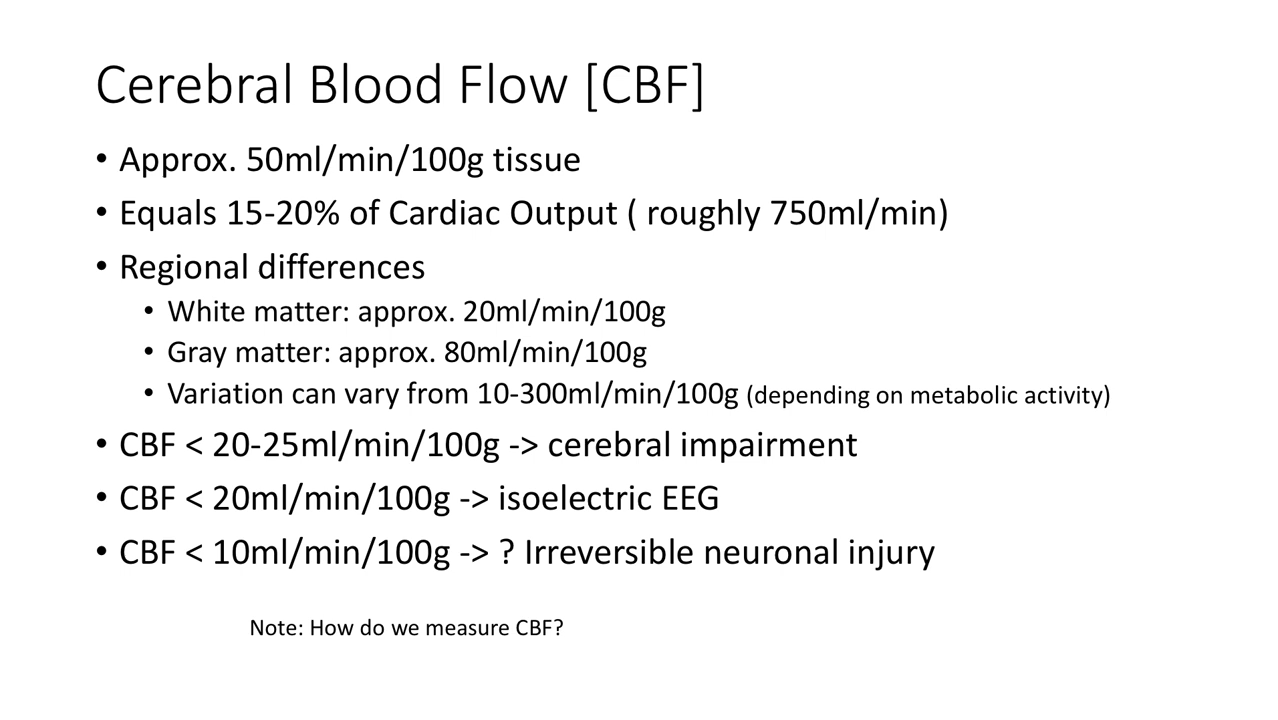 Cerebral Blood Flow [CBF]
• Approx. 50ml/min/100g tissue
• Equals 15-20% of Cardiac Output ( roughly 750ml/min)
• Regional differences
• White matter: approx. 20ml/min/100g
• Gray matter: approx. 80ml/min/100g
• Variation can vary from 10-300ml/min/100g (depending on metabolic activity)
• CBF < 20-25ml/min/100g -> cerebral impairment
• CBF < 20ml/min/100g -> isoelectric EEG
• CBF < 10ml/min/100g -> ? Irreversible neuronal injury
Note: How do we measure CBF?